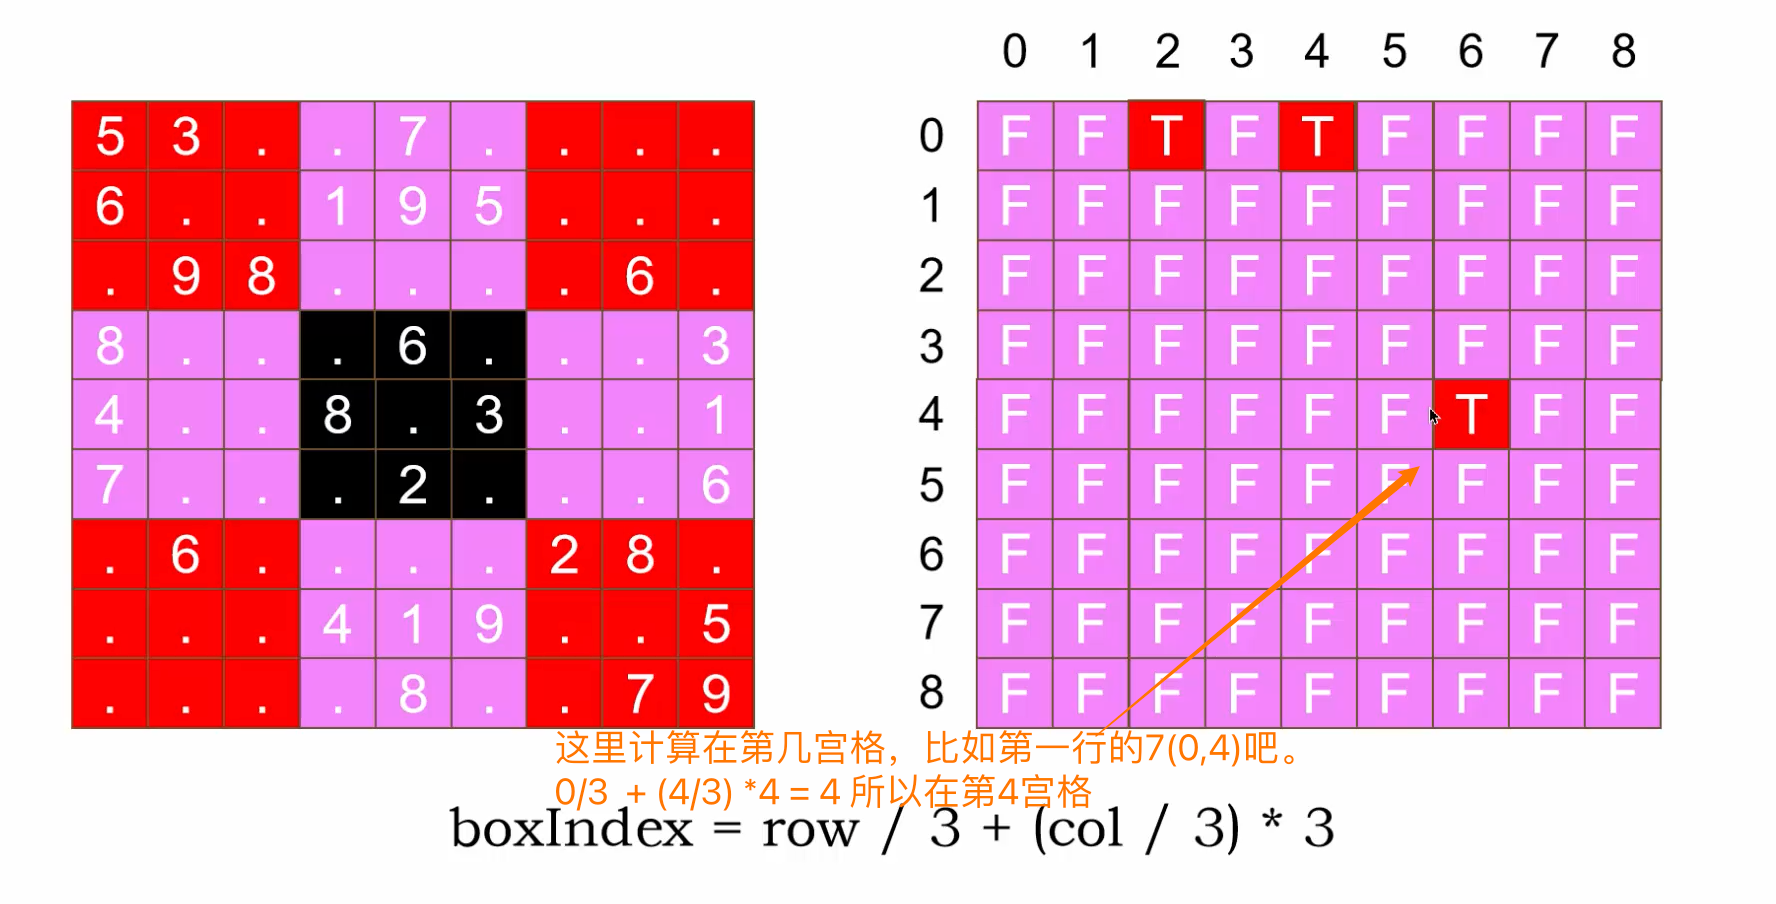 0 1 2 3 4 5 6 7 8
5 3 . . 7 . . . . 0 F F T F T F F F F
6 . . 1 9 5 . . . 1 F F F F F F F F F
. 9 8 . . . . 6 . 2 F F F F F F F F F
8 . . . 6 . . . 3 3 F F F F F F F F F
4 . . 8 . 3 . . 1 4 F F F F F F T F F
7 . . . 2 . . . 6 5 F F F F F F F F F
. 6 . . . . 2 8 . 6 F F F F F F F F F
. . . 4 1 9 . . 5 7 F F F F F F F F F
. . . . 8 . . 7 9 8 F F F F F F F F F
这里计算在第几宫格，比如第一行的7(0,4)吧。
0/3 + (4/3) *4 = 4 所以在第4宫格
boxIndex = row / 3 + (col / 3) * 3